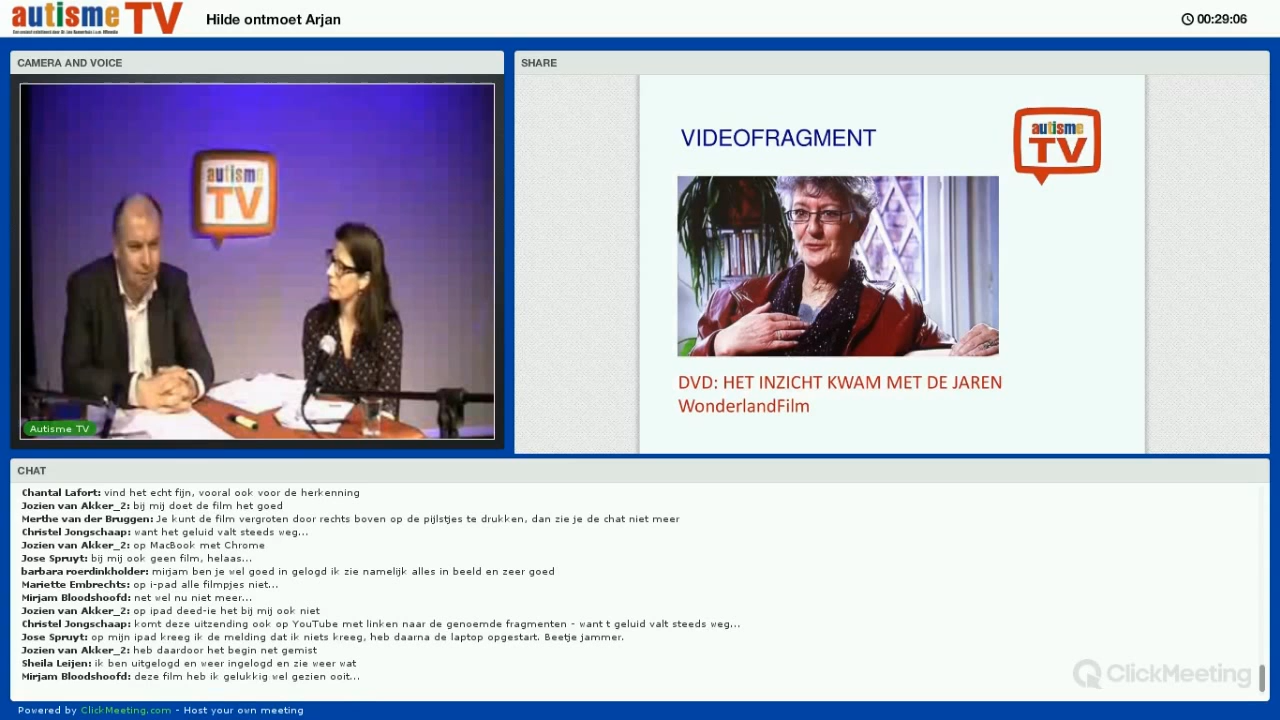 autisme TV
Hilde ontmoet Arjan
00:29:06
CAMERA AND VOICE
SHARE
autisme
TV
Autisme TV
VIDEOFRAGMENT
autisme
TV
DVD: HET INZICHT KWAM MET DE JAREN
WonderlandFilm
CHAT
Chantal Lafort: vind het echt fijn, vooral ook voor de herkenning
Jozien van Akker_2: bij mij doet de film het goed
Merthe van der Bruggen: Je kunt de film vergroten door rechts boven op de pijlstjes te drukken, dan zie je de chat niet meer
Christel Jongschaap: want het geluid valt steeds weg...
Jozien van Akker_2: op MacBook met Chrome
Jose Spruyt: bij mij ook geen film, helaas...
barbara roerdinkholder: mirjam ben je wel goed in gelogd ik zie namelijk alles in beeld en zeer goed
Mariette Embrechts: op i-pad alle filmpjes niet...
Mirjam Bloodshoofd: net wel nu niet meer...
Jozien van Akker_2: op ipad deed-ie het bij mij ook niet
Christel Jongschaap: komt deze uitzending ook op YouTube met linken naar de genoemde fragmenten - want t geluid valt steeds weg...
Jose Spruyt: op mijn ipad kreeg ik de melding dat ik niets kreeg, heb daarna de laptop opgestart. Beetje jammer.
Jozien van Akker_2: heb daardoor het begin net gemist
Sheila Leijen: ik ben uitgelogd en weer ingelogd en zie weer wat
Mirjam Bloodshoofd: deze film heb ik gelukkig wel gezien ooit...
ClickMeeting
Powered by ClickMeeting.com - Host your own meeting